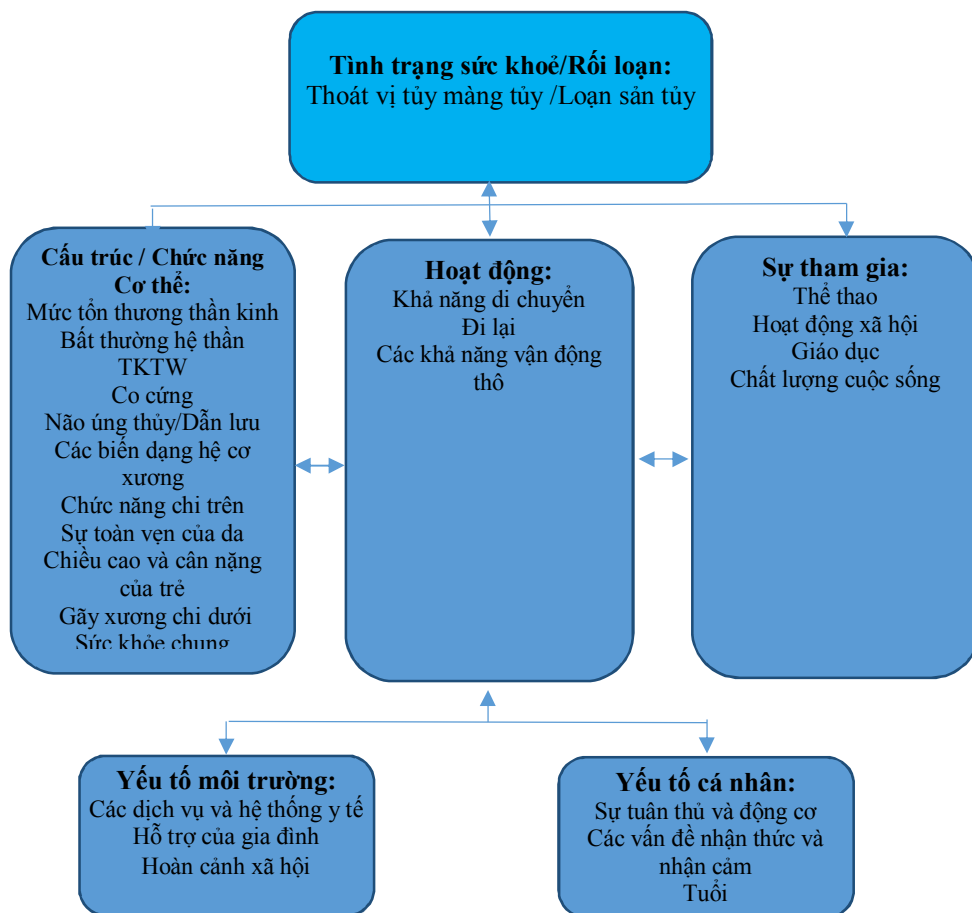 Tình trạng sức khoẻ/Rối loạn:
Thoát vị tủy màng tủy /Loạn sản tủy
Cấu trúc / Chức năng
Cơ thể:
Mức tổn thương thần kinh
Bất thường hệ thần
TKTW
Co cứng
Não úng thủy/Dẫn lưu
Các biến dạng hệ cơ
xương
Chức năng chi trên
Sự toàn vẹn của da
Chiều cao và cân nặng
của trẻ
Gãy xương chi dưới
Sức khỏe chung
Hoạt động:
Khả năng di chuyển
Đi lại
Các khả năng vận động
thô
Sự tham gia:
Thể thao
Hoạt động xã hội
Giáo dục
Chất lượng cuộc sống
Yếu tố môi trường:
Các dịch vụ và hệ thống y tế
Hỗ trợ của gia đình
Hoàn cảnh xã hội
Yếu tố cá nhân:
Sự tuân thủ và động cơ
Các vấn đề nhận thức và
nhận cảm
Tuổi